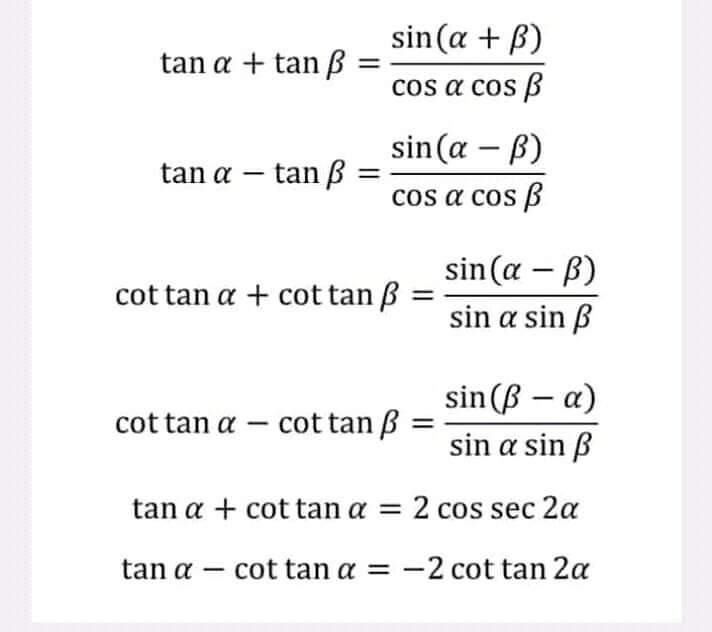 tan α + tan β = sin(α + β) / cos α cos β
tan α − tan β = sin(α − β) / cos α cos β
cot tan α + cot tan β = sin(α − β) / sin α sin β
cot tan α − cot tan β = sin(β − α) / sin α sin β
tan α + cot tan α = 2 cos sec 2α
tan α − cot tan α = −2 cot tan 2α